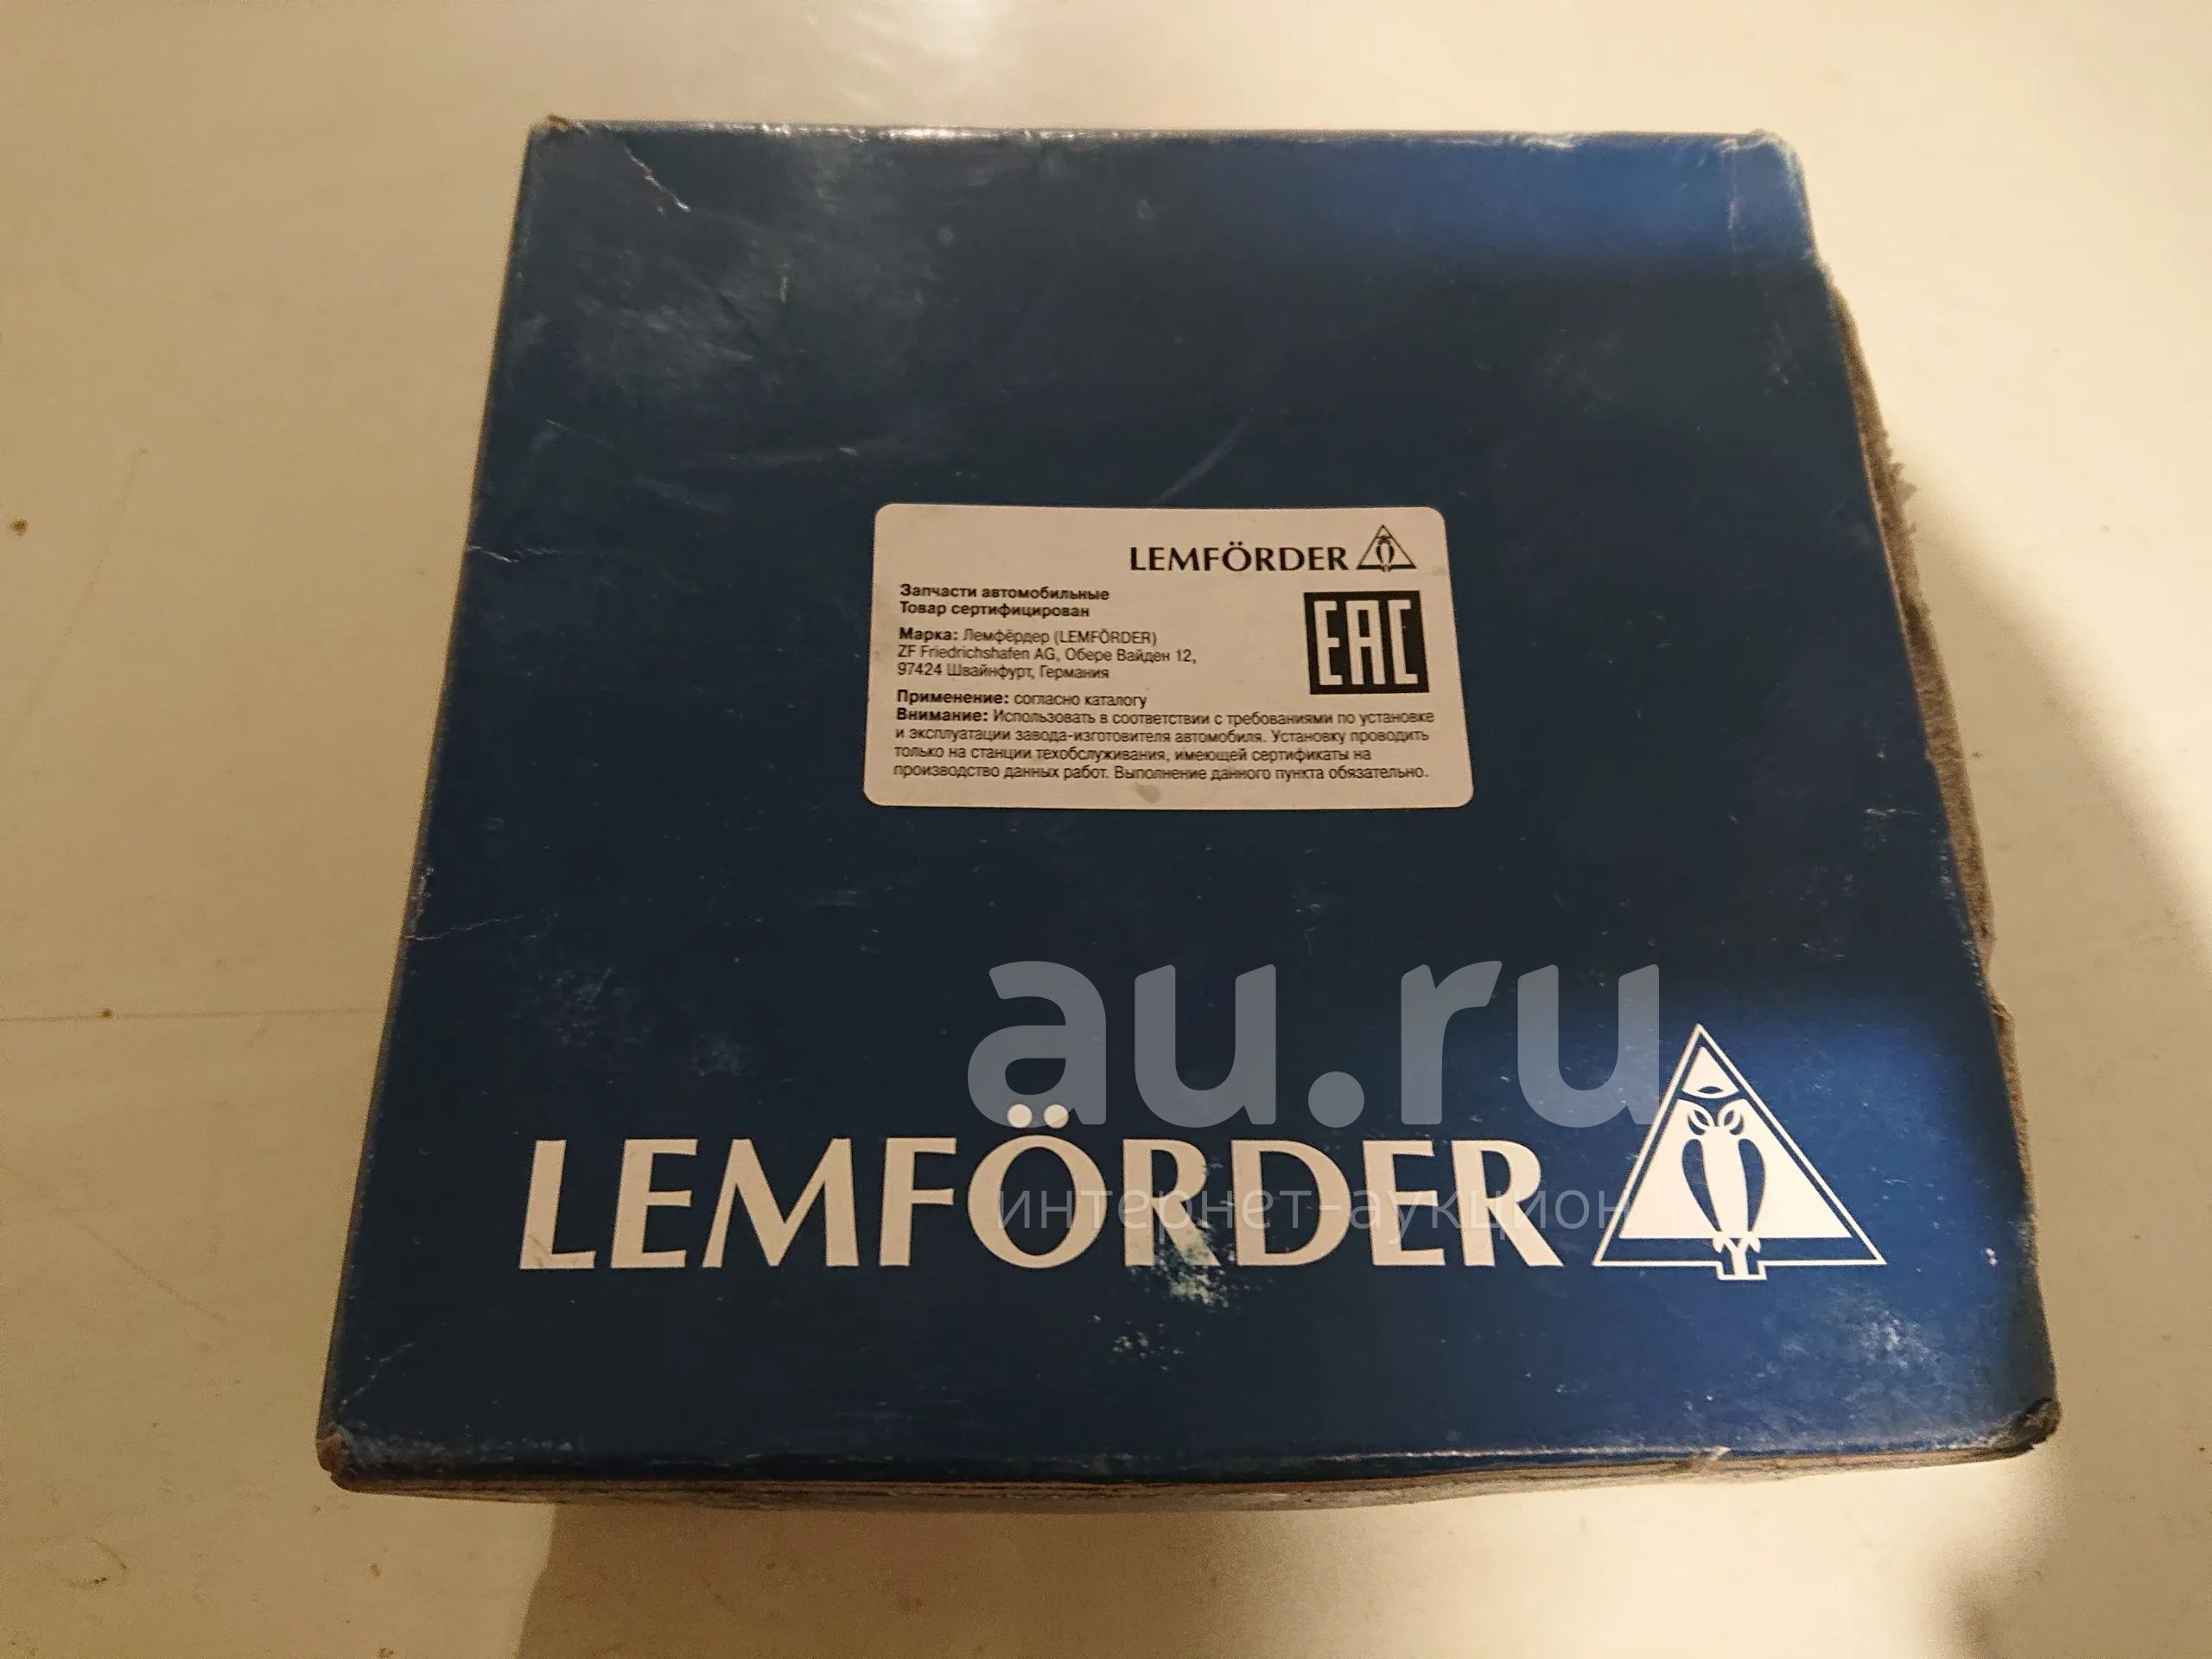 LEMFÖRDER
Запчасти автомобильные
Товар сертифицирован
EAC
Марка: Лемфёрдер (LEMFÖRDER)
ZF Friedrichshafen AG, Обере Вайден 12,
97424 Швайнфурт, Германия
Применение: согласно каталогу
Внимание: Использовать в соответствии с требованиями по установке
и эксплуатации завода-изготовителя автомобиля. Установку проводить
только на станции техобслуживания, имеющей сертификаты на
производство данных работ. Выполнение данного пункта обязательно.
au.ru
LEMFÖRDER
интернет-аукцион